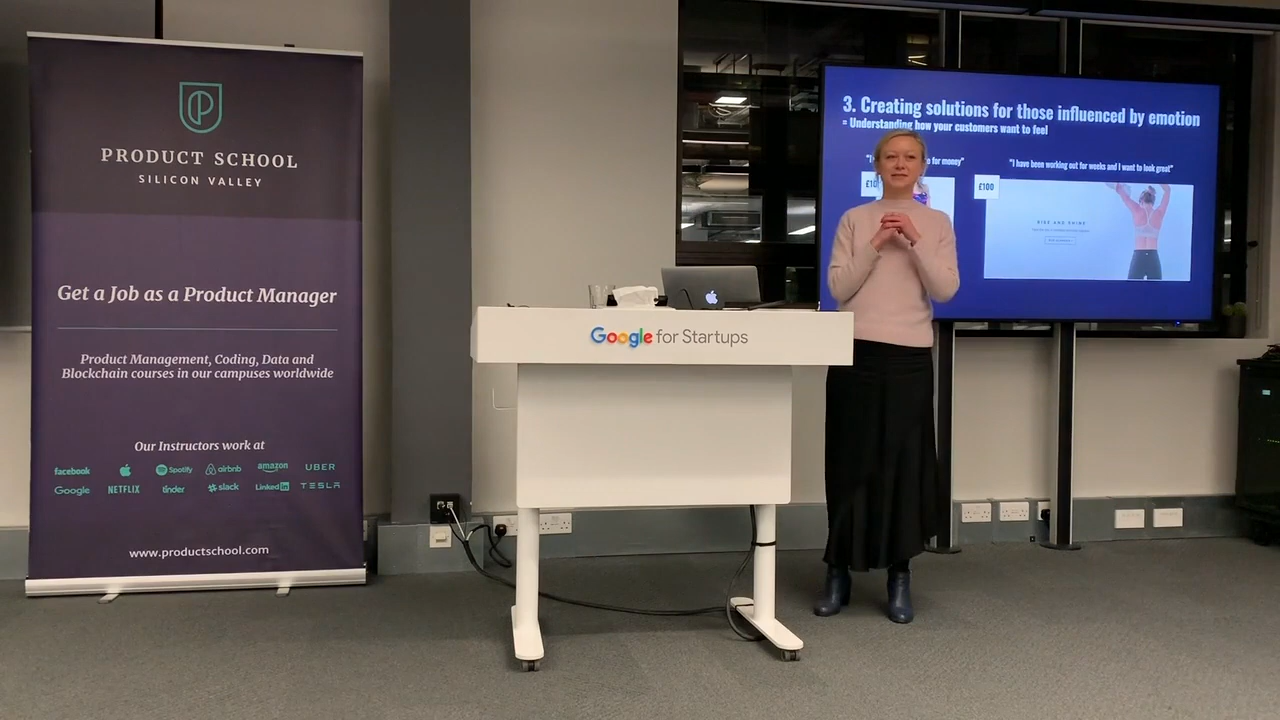 PRODUCT SCHOOL
SILICON VALLEY
Get a Job as a Product Manager
Product Management, Coding, Data and
Blockchain courses in our campuses worldwide
Our Instructors work at
facebook
Spotify
airbnb
amazon
UBER
Google
NETFLIX
tinder
slack
LinkedIn
TESLA
www.productschool.com
Google for Startups
3. Creating solutions for those influenced by emotion
= Understanding how your customers want to feel
for money"
"I have been working out for weeks and I want to look great"
£100
RISE AND SHINE